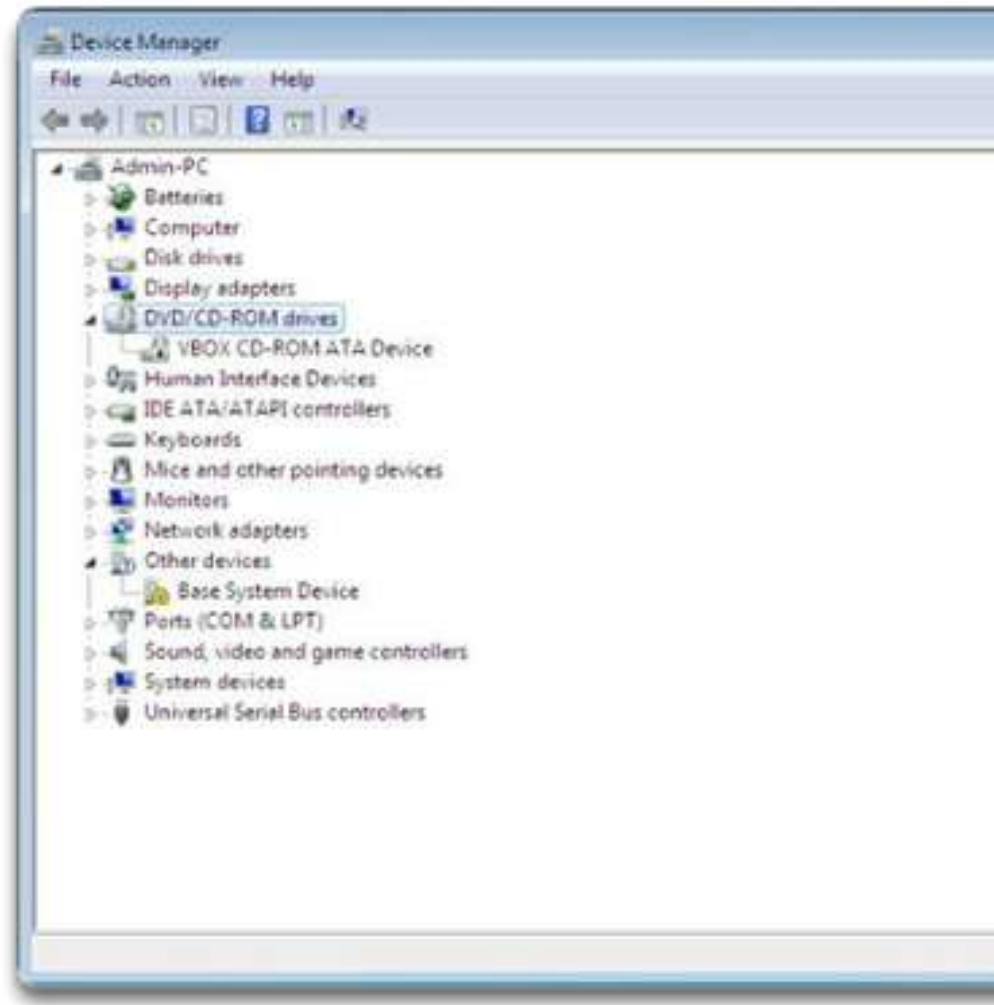 Device Manager
File Action View Help
Admin-PC
Batteries
Computer
Disk drives
Display adapters
DVD/CD-ROM drives
VBOX CD-ROM ATA Device
Human Interface Devices
IDE ATA/ATAPI controllers
Keyboards
Mice and other pointing devices
Monitors
Network adapters
Other devices
Base System Device
Ports (COM & LPT)
Sound, video and game controllers
System devices
Universal Serial Bus controllers